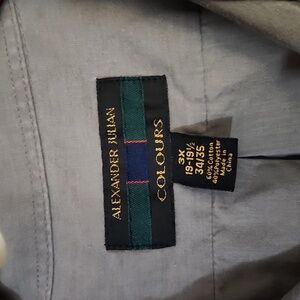 ALEXANDER JULIAN
COLOURS
3X
19-19½
34/35
60% Cotton
40% Polyester
Made in
China